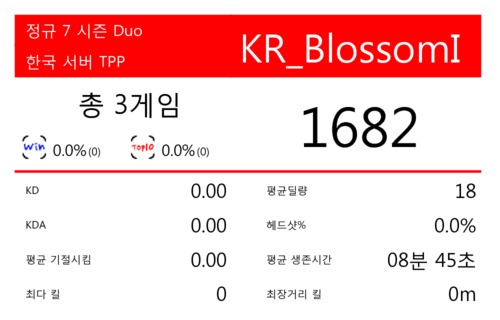 정규 7 시즌 Duo
한국 서버 TPP
KR_BlossomI
총 3게임
Win 0.0%(0) Top10 0.0%(0)
1682
KD 0.00
평균딜량 18
KDA 0.00
헤드샷% 0.0%
평균 기절시킴 0.00
평균 생존시간 08분 45초
최다 킬 0
최장거리 킬 0m